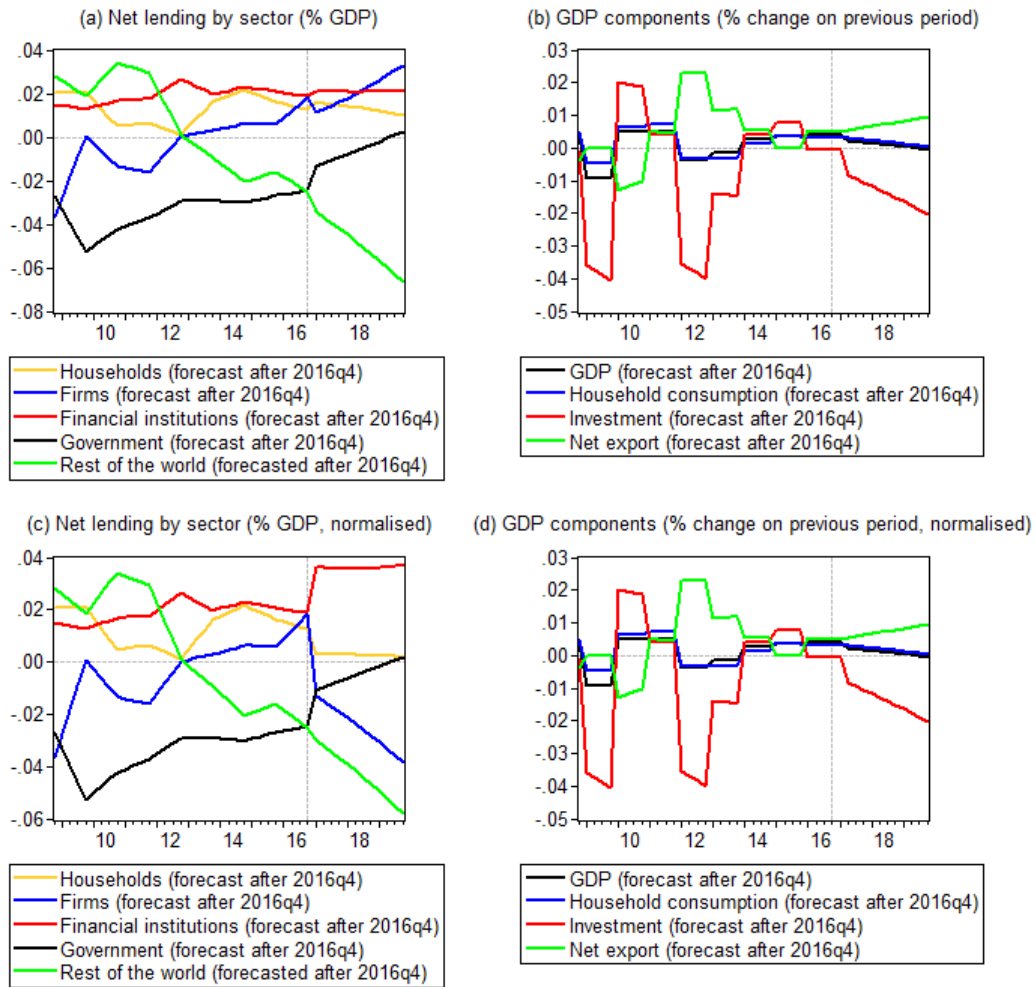 (a) Net lending by sector (% GDP)
.04
.02
.00
-.02
-.04
-.06
-.08
10 12 14 16 18
Households (forecast after 2016q4)
Firms (forecast after 2016q4)
Financial institutions (forecast after 2016q4)
Government (forecast after 2016q4)
Rest of the world (forecasted after 2016q4)
(b) GDP components (% change on previous period)
.03
.02
.01
.00
-.01
-.02
-.03
-.04
-.05
10 12 14 16 18
GDP (forecast after 2016q4)
Household consumption (forecast after 2016q4)
Investment (forecast after 2016q4)
Net export (forecast after 2016q4)
(c) Net lending by sector (% GDP, normalised)
.04
.02
.00
-.02
-.04
-.06
10 12 14 16 18
Households (forecast after 2016q4)
Firms (forecast after 2016q4)
Financial institutions (forecast after 2016q4)
Government (forecast after 2016q4)
Rest of the world (forecasted after 2016q4)
(d) GDP components (% change on previous period, normalised)
.03
.02
.01
.00
-.01
-.02
-.03
-.04
-.05
10 12 14 16 18
GDP (forecast after 2016q4)
Household consumption (forecast after 2016q4)
Investment (forecast after 2016q4)
Net export (forecast after 2016q4)